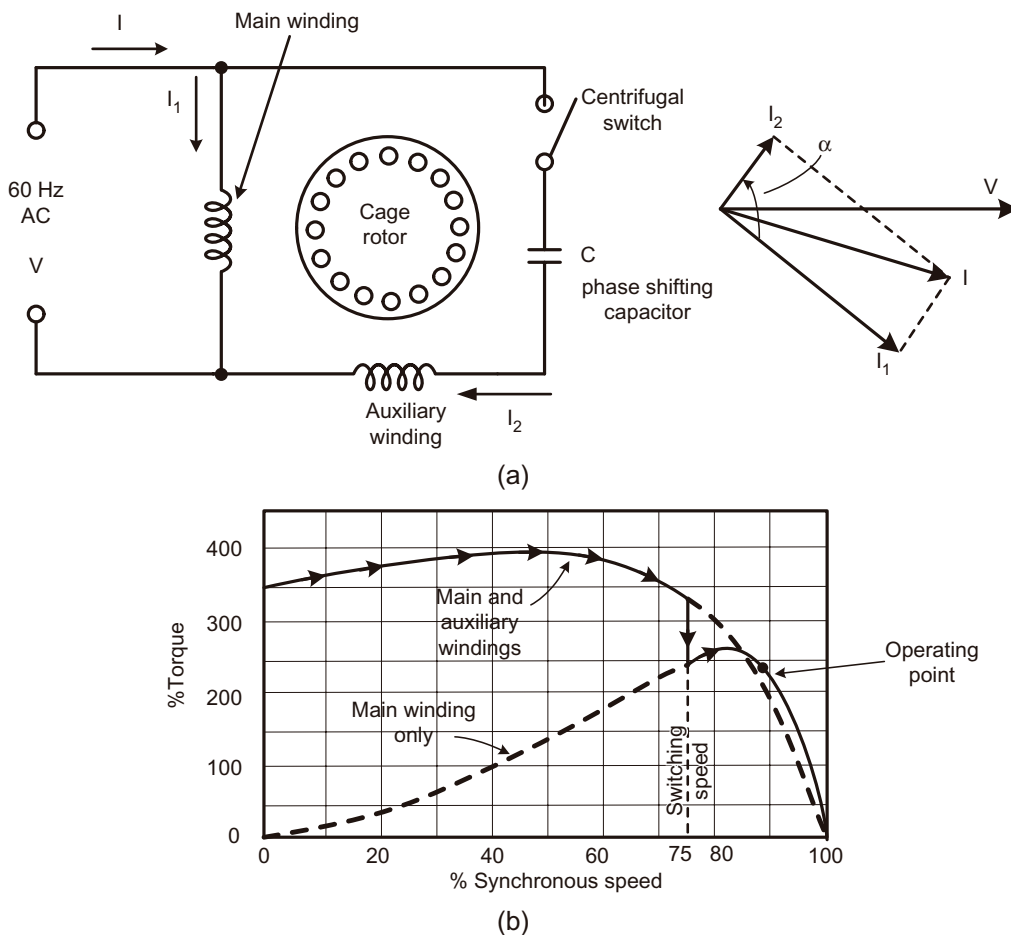 Main winding
I
I1
60 Hz
AC
V
Cage
rotor
Centrifugal
switch
C
phase shifting
capacitor
Auxiliary
winding
I2
I2
α
V
I
I1
(a)
400
300
200
100
0
%Torque
Main and
auxiliary
windings
Main winding
only
Switching
speed
Operating
point
0
20
40
60
75
80
100
% Synchronous speed
(b)